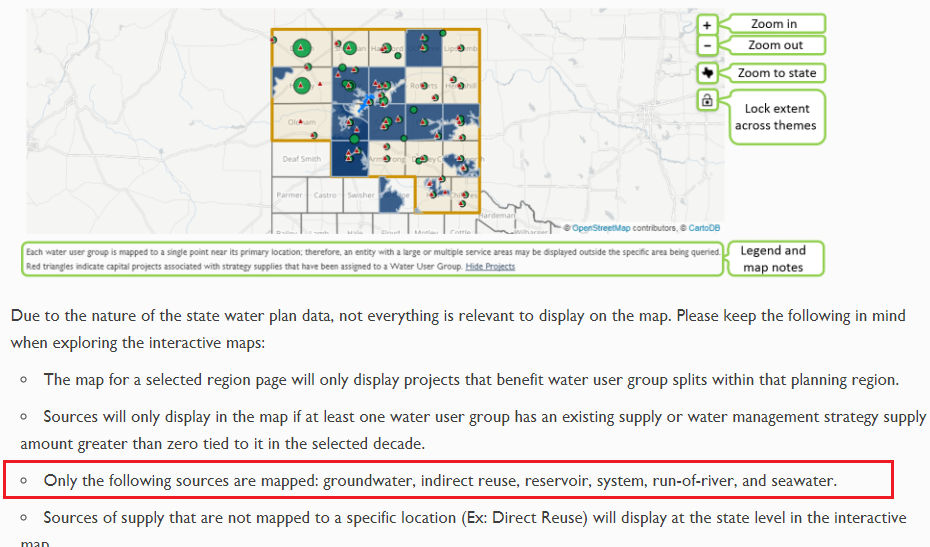 +
Zoom in
−
Zoom out
Zoom to state
Lock extent
across themes
Lipscomb
Oldham
Deaf Smith
Armstrong
Parmer
Castro
Swisher
Hardeman
© OpenStreetMap contributors, © CartoDB
Each water user group is mapped to a single point near its primary location; therefore, an entity with a large or multiple service areas may be displayed outside the specific area being queried.
Red triangles indicate capital projects associated with strategy supplies that have been assigned to a Water User Group. Hide Projects
Legend and
map notes
Due to the nature of the state water plan data, not everything is relevant to display on the map. Please keep the following in mind
when exploring the interactive maps:
The map for a selected region page will only display projects that benefit water user group splits within that planning region.
Sources will only display in the map if at least one water user group has an existing supply or water management strategy supply
amount greater than zero tied to it in the selected decade.
Only the following sources are mapped: groundwater, indirect reuse, reservoir, system, run-of-river, and seawater.
Sources of supply that are not mapped to a specific location (Ex: Direct Reuse) will display at the state level in the interactive
map